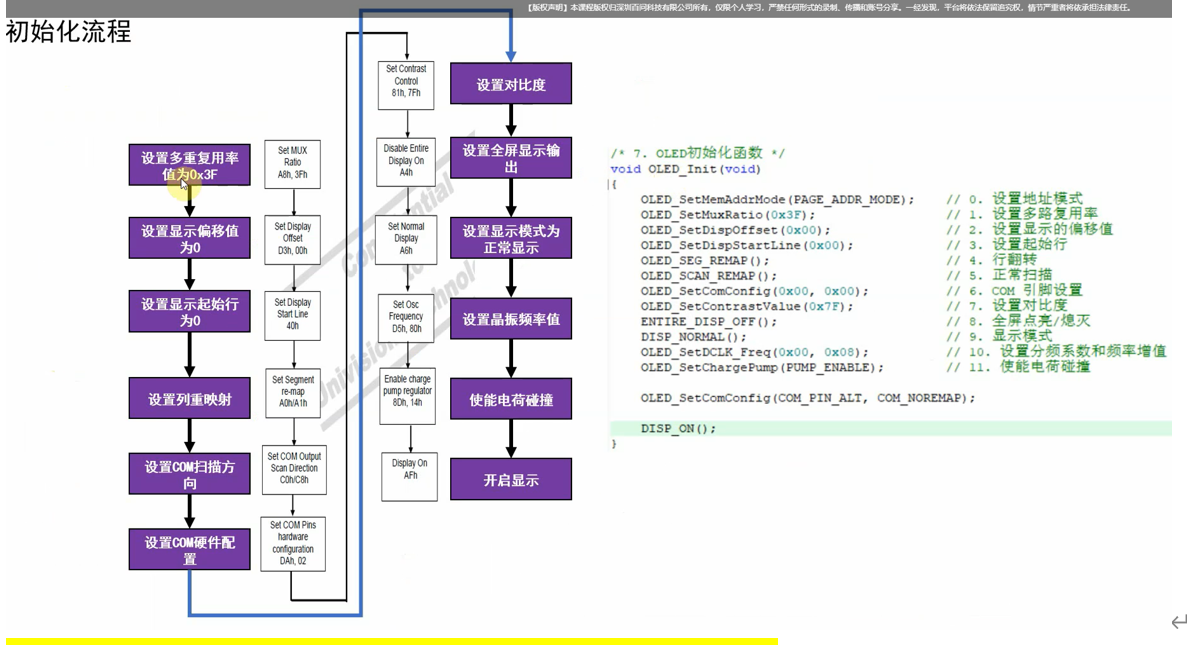 【版权声明】本课程版权归深圳百问科技有限公司所有，仅限个人学习，严禁任何形式的录制、传播和账号分享。一经发现，平台将依法保留追究权，情节严重者将依承担法律责任。
初始化流程
设置多重复用率
值为0x3F
设置显示偏移值
为0
设置显示起始行
为0
设置列重映射
设置COM扫描方
向
设置COM硬件配
置
Set MUX
Ratio
A8h, 3Fh
Set Display
Offset
D3h, 00h
Set Display
Start Line
40h
Set Segment
re-map
A0h/A1h
Set COM Output
Scan Direction
C0h/C8h
Set COM Pins
hardware
configuration
DAh, 02
Set Contrast
Control
81h, 7Fh
Disable Entire
Display On
A4h
Set Normal
Display
A6h
Set Osc
Frequency
D5h, 80h
Enable charge
pump regulator
8Dh, 14h
Display On
AFh
设置对比度
设置全屏显示输
出
设置显示模式为
正常显示
设置晶振频率值
使能电荷碰撞
开启显示
/* 7. OLED初始化函数 */
void OLED_Init(void)
{
OLED_SetMemAddrMode(PAGE_ADDR_MODE); // 0. 设置地址模式
OLED_SetMuxRatio(0x3F); // 1. 设置多路复用率
OLED_SetDispOffset(0x00); // 2. 设置显示的偏移值
OLED_SetDispStartLine(0x00); // 3. 设置起始行
OLED_SEG_REMAP(); // 4. 行翻转
OLED_SCAN_REMAP(); // 5. 正常扫描
OLED_SetComConfig(0x00, 0x00); // 6. COM 引脚设置
OLED_SetContrastValue(0x7F); // 7. 设置对比度
ENTIRE_DISP_OFF(); // 8. 全屏点亮/熄灭
DISP_NORMAL(); // 9. 显示模式
OLED_SetDCLK_Freq(0x00, 0x08); // 10. 设置分频系数和频率增值
OLED_SetChargePump(PUMP_ENABLE); // 11. 使能电荷碰撞
OLED_SetComConfig(COM_PIN_ALT, COM_NOREMAP);
DISP_ON();
}